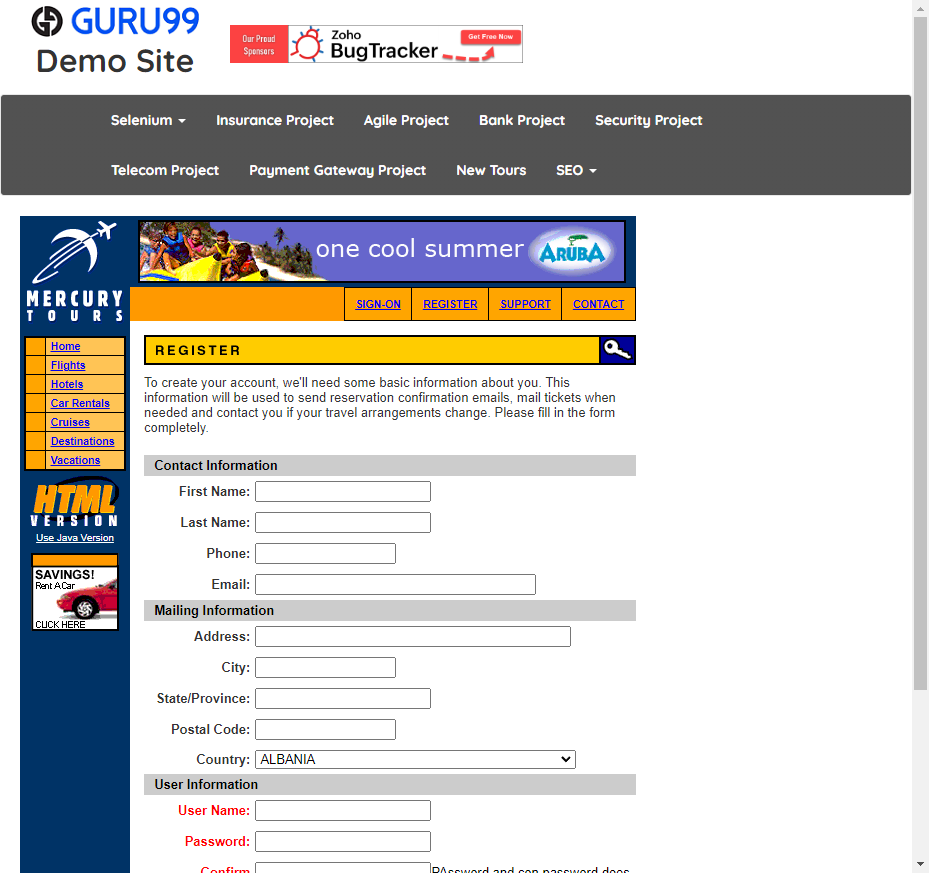 GURU99
Demo Site
Our Proud
Sponsors
Zoho
BugTracker
Get Free Now
Selenium
Insurance Project
Agile Project
Bank Project
Security Project
Telecom Project
Payment Gateway Project
New Tours
SEO
one cool summer
ARUBA
MERCURY
TOURS
SIGN-ON
REGISTER
SUPPORT
CONTACT
Home
Flights
Hotels
Car Rentals
Cruises
Destinations
Vacations
HTML
VERSION
Use Java Version
SAVINGS!
Rent A Car
CLICK HERE
REGISTER
To create your account, we'll need some basic information about you. This
information will be used to send reservation confirmation emails, mail tickets when
needed and contact you if your travel arrangements change. Please fill in the form
completely.
Contact Information
First Name:
Last Name:
Phone:
Email:
Mailing Information
Address:
City:
State/Province:
Postal Code:
Country: ALBANIA
User Information
User Name:
Password:
Confirm PAssword and con.password does